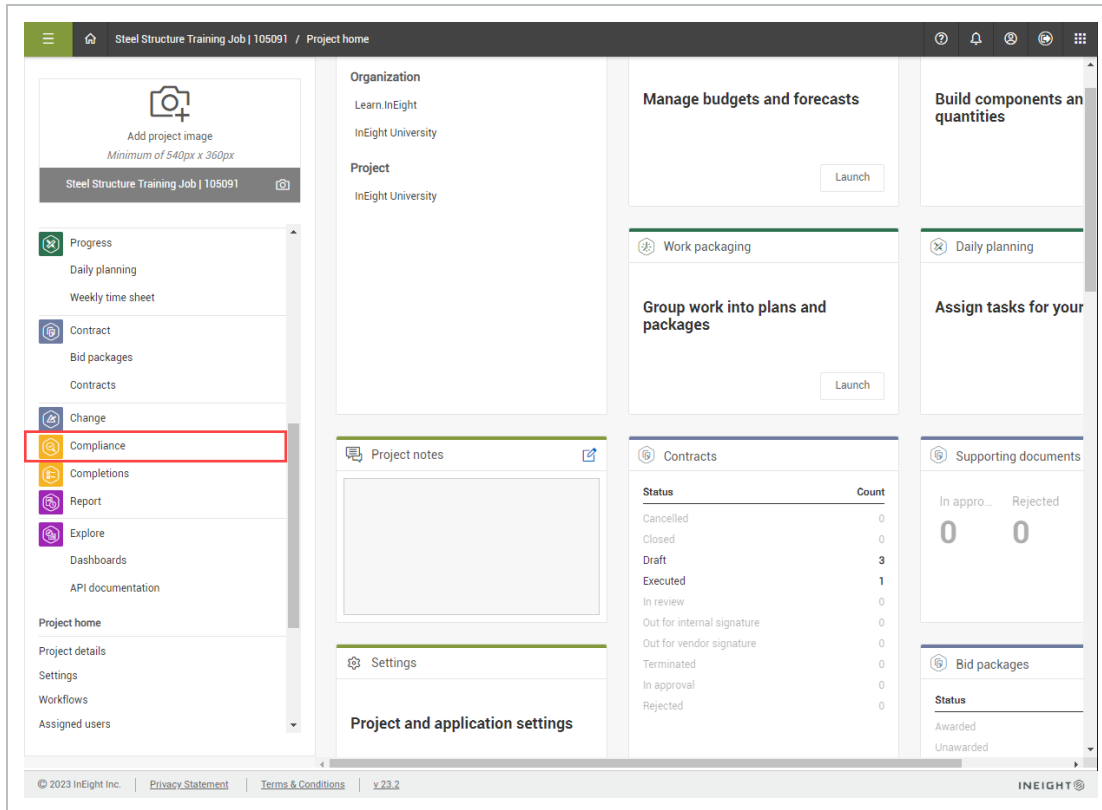 Steel Structure Training Job | 105091 / Project home
Add project image
Minimum of 540px x 360px
Steel Structure Training Job | 105091
Progress
Daily planning
Weekly time sheet
Contract
Bid packages
Contracts
Change
Compliance
Completions
Report
Explore
Dashboards
API documentation
Project home
Project details
Settings
Workflows
Assigned users
Organization
Learn.InEight
InEight University
Project
InEight University
Manage budgets and forecasts
Launch
Build components an
quantities
Work packaging
Group work into plans and
packages
Launch
Daily planning
Assign tasks for your
Project notes
Contracts
Status Count
Cancelled 0
Closed 0
Draft 3
Executed 1
In review 0
Out for internal signature 0
Out for vendor signature 0
Terminated 0
In approval 0
Rejected 0
Supporting documents
In appro... Rejected
0 0
Settings
Project and application settings
Bid packages
Status
Awarded
Unawarded
© 2023 InEight Inc. Privacy Statement Terms & Conditions v 23.2
INEIGHT